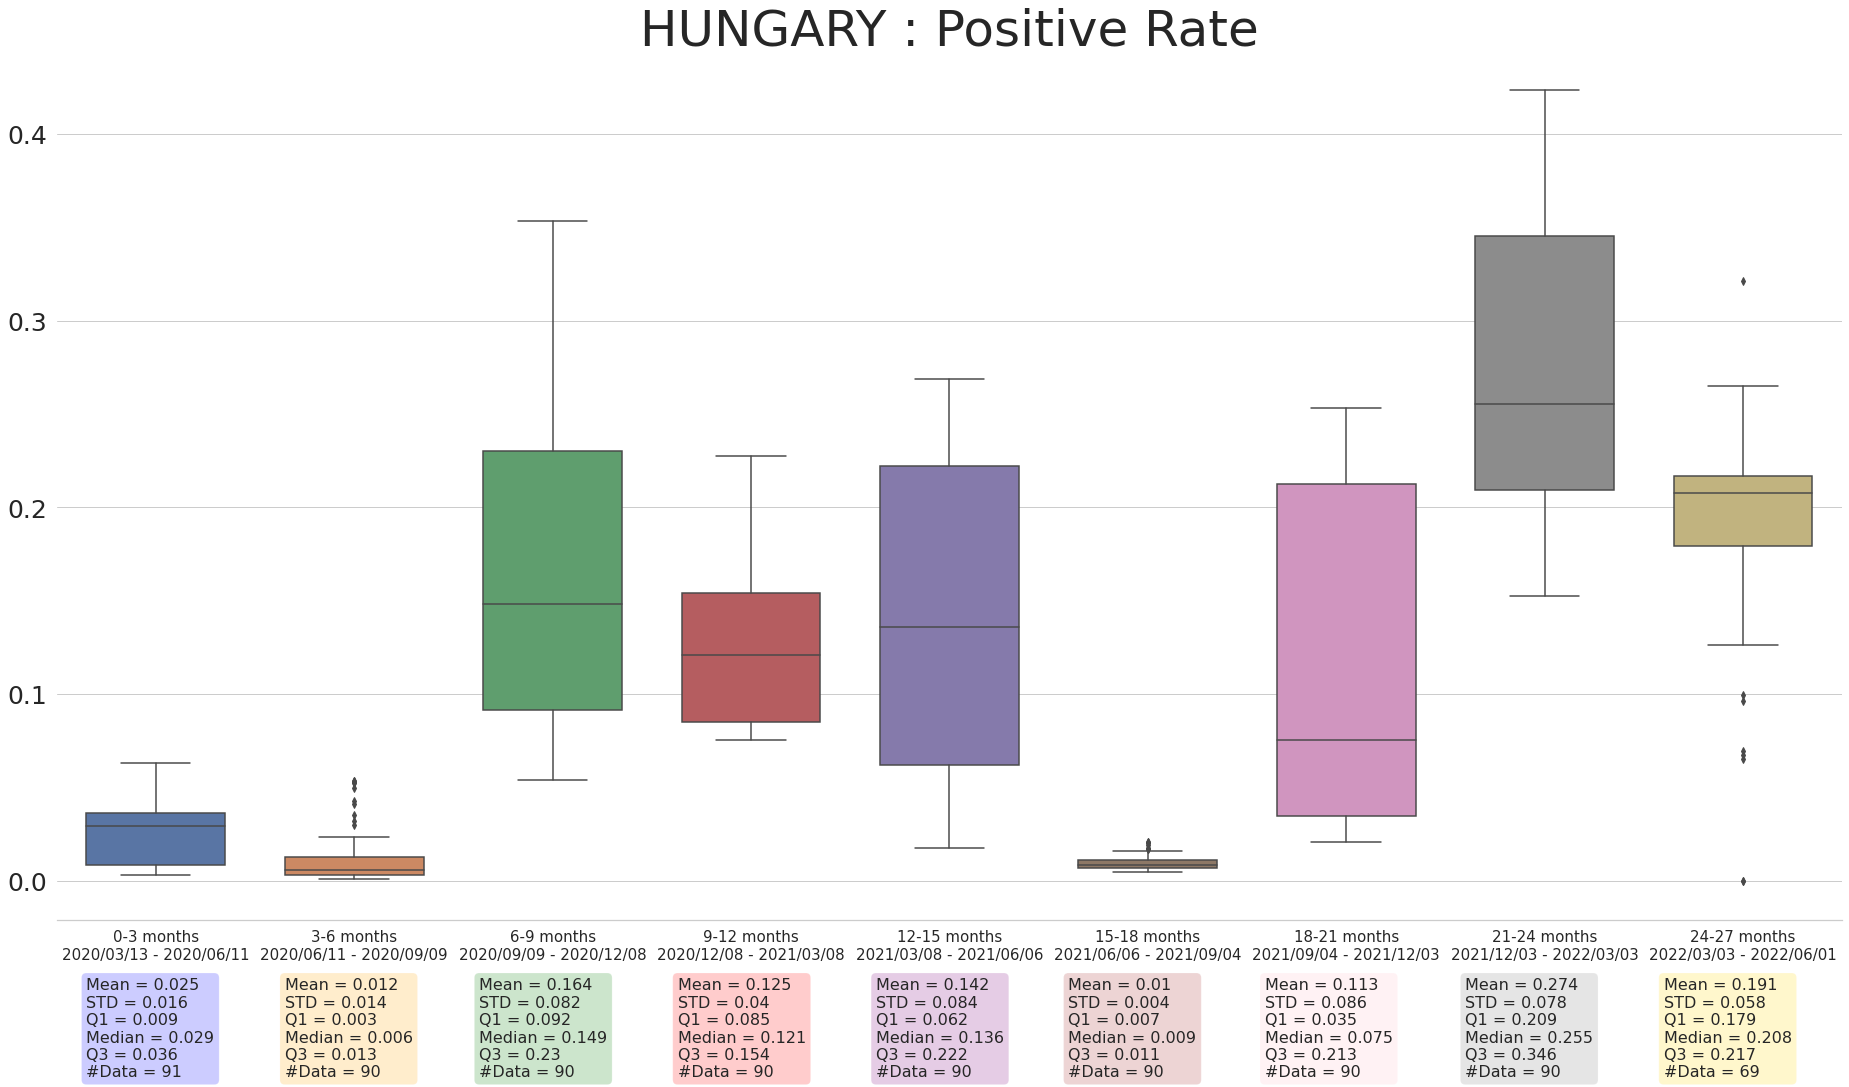 HUNGARY : Positive Rate
0.4
0.3
0.2
0.1
0.0
0-3 months
2020/03/13 - 2020/06/11
3-6 months
2020/06/11 - 2020/09/09
6-9 months
2020/09/09 - 2020/12/08
9-12 months
2020/12/08 - 2021/03/08
12-15 months
2021/03/08 - 2021/06/06
15-18 months
2021/06/06 - 2021/09/04
18-21 months
2021/09/04 - 2021/12/03
21-24 months
2021/12/03 - 2022/03/03
24-27 months
2022/03/03 - 2022/06/01
Mean = 0.025
STD = 0.016
Q1 = 0.009
Median = 0.029
Q3 = 0.036
#Data = 91
Mean = 0.012
STD = 0.014
Q1 = 0.003
Median = 0.006
Q3 = 0.013
#Data = 90
Mean = 0.164
STD = 0.082
Q1 = 0.092
Median = 0.149
Q3 = 0.23
#Data = 90
Mean = 0.125
STD = 0.04
Q1 = 0.085
Median = 0.121
Q3 = 0.154
#Data = 90
Mean = 0.142
STD = 0.084
Q1 = 0.062
Median = 0.136
Q3 = 0.222
#Data = 90
Mean = 0.01
STD = 0.004
Q1 = 0.007
Median = 0.009
Q3 = 0.011
#Data = 90
Mean = 0.113
STD = 0.086
Q1 = 0.035
Median = 0.075
Q3 = 0.213
#Data = 90
Mean = 0.274
STD = 0.078
Q1 = 0.209
Median = 0.255
Q3 = 0.346
#Data = 90
Mean = 0.191
STD = 0.058
Q1 = 0.179
Median = 0.208
Q3 = 0.217
#Data = 69